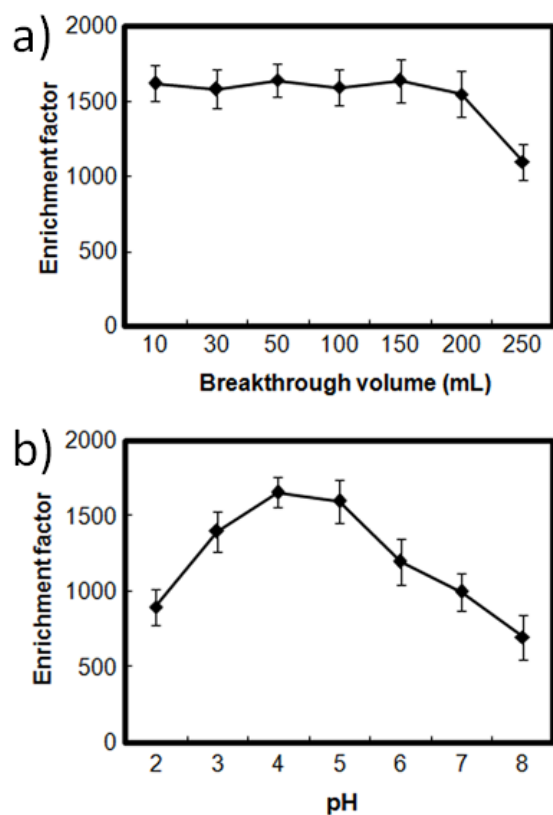 a)
Enrichment factor
2000
1500
1000
500
0
10 30 50 100 150 200 250
Breakthrough volume (mL)
b)
Enrichment factor
2000
1500
1000
500
0
2 3 4 5 6 7 8
pH